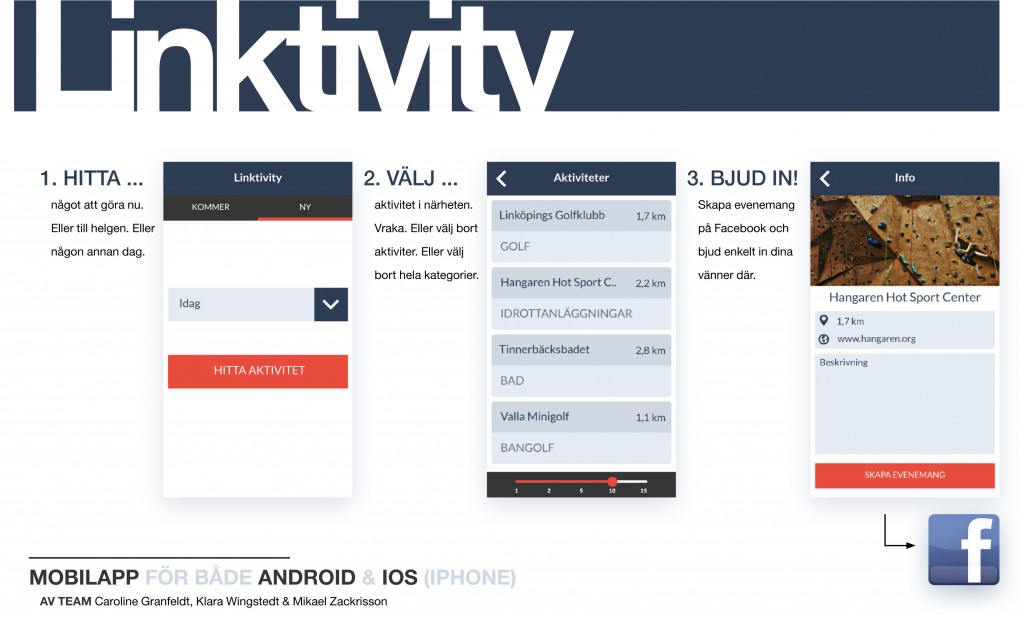 Linktivity
1. HITTA ...
något att göra nu.
Eller till helgen. Eller
någon annan dag.
Linktivity
KOMMER NY
Idag
HITTA AKTIVITET
2. VÄLJ ...
aktivitet i närheten.
Vraka. Eller välj bort
aktiviter. Eller välj
bort hela kategorier.
Aktiviteter
Linköpings Golfklubb 1,7 km
GOLF
Hangaren Hot Sport C.. 2,2 km
IDROTTANLÄGGNINGAR
Tinnerbäcksbadet 2,8 km
BAD
Valla Minigolf 1,1 km
BANGOLF
1 2 5 10 15
3. BJUD IN!
Skapa evenemang
på Facebook och
bjud enkelt in dina
vänner där.
Info
Hangaren Hot Sport Center
1,7 km
www.hangaren.org
Beskrivning
SKAPA EVENEMANG
f
MOBILAPP FÖR BÅDE ANDROID & IOS (IPHONE)
AV TEAM Caroline Granfeldt, Klara Wingstedt & Mikael Zackrisson